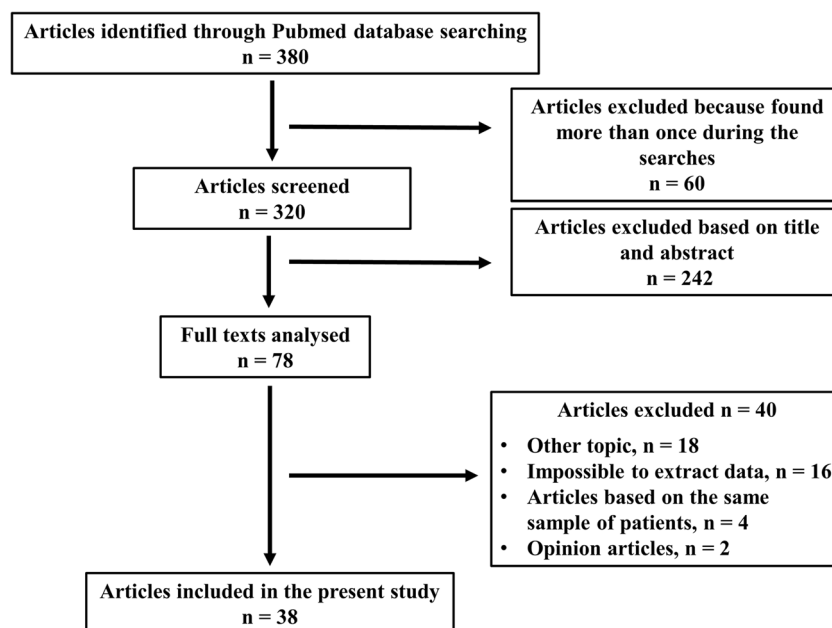 Articles identified through Pubmed database searching
n = 380
Articles excluded because found
more than once during the
searches
n = 60
Articles screened
n = 320
Articles excluded based on title
and abstract
n = 242
Full texts analysed
n = 78
Articles excluded n = 40
• Other topic, n = 18
• Impossible to extract data, n = 16
• Articles based on the same
sample of patients, n = 4
• Opinion articles, n = 2
Articles included in the present study
n = 38